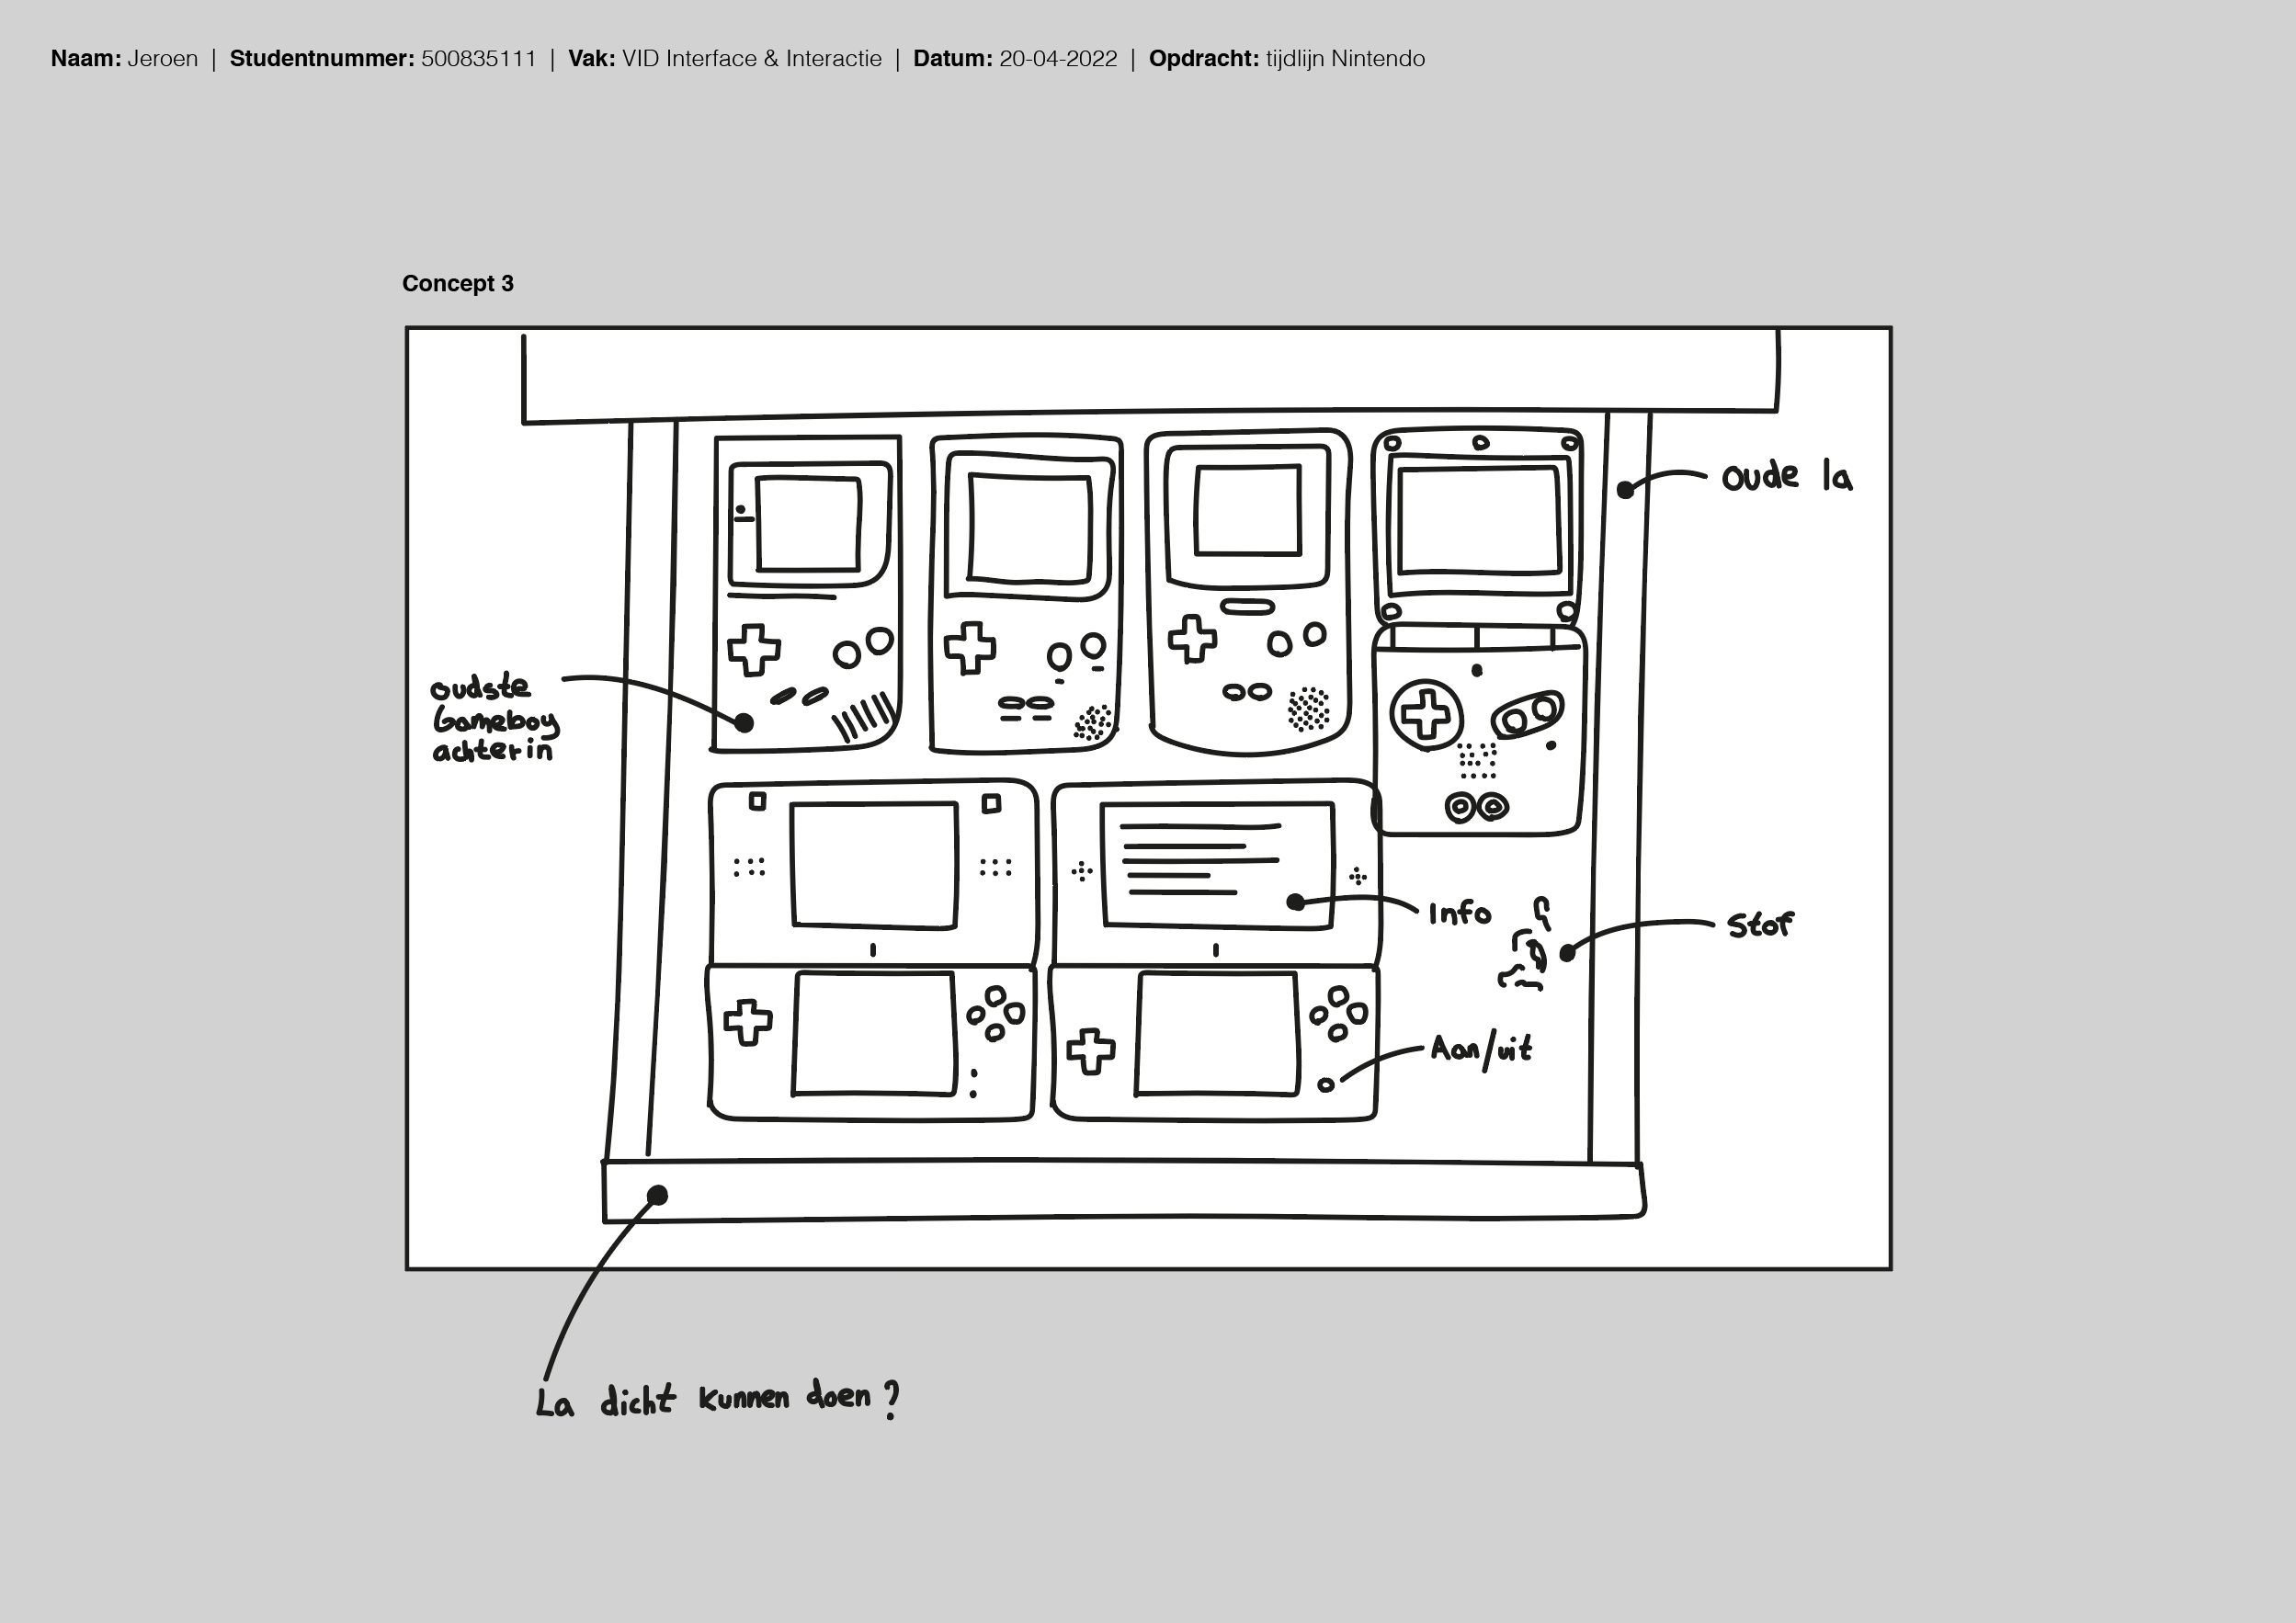 Naam: Jeroen | Studentnummer: 500835111 | Vak: VID Interface & Interactie | Datum: 20-04-2022 | Opdracht: tijdlijn Nintendo
Concept 3
oude la
oudste
Gameboy
achterin
Info
Stof
Aan/uit
La dicht kunnen doen?